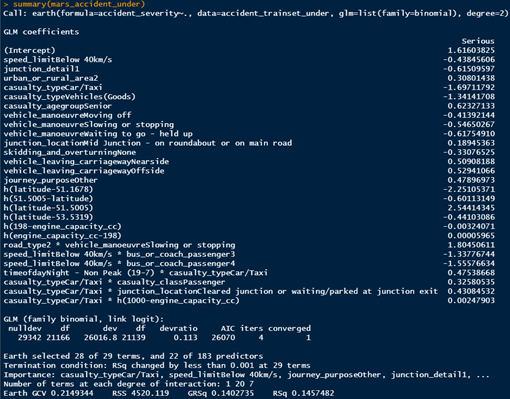 > summary(mars_accident_under)
Call: earth(formula=accident_severity~., data=accident_trainset_under, glm=list(family=binomial), degree=2)
GLM coefficients
Serious
(Intercept) 1.61603825
speed_limitBelow 40km/s -0.43845606
junction_detail1 -0.61509597
urban_or_rural_area2 0.30801438
casualty_typeCar/Taxi -1.69711792
casualty_typeVehicles(Goods) -1.34141708
casualty_agegroupSenior 0.62327133
vehicle_manoeuvreMoving off -0.41392144
vehicle_manoeuvreSlowing or stopping -0.54650267
vehicle_manoeuvreWaiting to go - held up -0.61754910
junction_locationMid Junction - on roundabout or on main road 0.18945363
skidding_and_overturningNone -0.33076525
vehicle_leaving_carriagewayNearside 0.50908188
vehicle_leaving_carriagewayOffside 0.52941066
journey_purposeOther 0.47896973
h(latitude-51.1678) -2.25105371
h(51.5005-latitude) -0.60113149
h(latitude-51.5005) 2.54414345
h(latitude-53.5319) -0.44103086
h(198-engine_capacity_cc) -0.00324071
h(engine_capacity_cc-198) 0.00005965
road_type2 * vehicle_manoeuvreSlowing or stopping 1.80450611
speed_limitBelow 40km/s * bus_or_coach_passenger3 -1.33776744
speed_limitBelow 40km/s * bus_or_coach_passenger4 -1.55576634
timeofdayNight - Non Peak (19-7) * casualty_typeCar/Taxi 0.47538668
casualty_typeCar/Taxi * casualty_classPassenger 0.32580535
casualty_typeCar/Taxi * junction_locationCleared junction or waiting/parked at junction exit 0.43084532
casualty_typeCar/Taxi * h(1000-engine_capacity_cc) 0.00247903
GLM (family binomial, link logit):
nulldev df dev df devratio AIC iters converged
29342 21166 26016.8 21139 0.113 26070 4 1
Earth selected 28 of 29 terms, and 22 of 183 predictors
Termination condition: RSq changed by less than 0.001 at 29 terms
Importance: casualty_typeCar/Taxi, speed_limitBelow 40km/s, journey_purposeOther, junction_detail1, ...
Number of terms at each degree of interaction: 1 20 7
Earth GCV 0.2149344 RSS 4520.119 GRSq 0.1402735 RSq 0.1457482